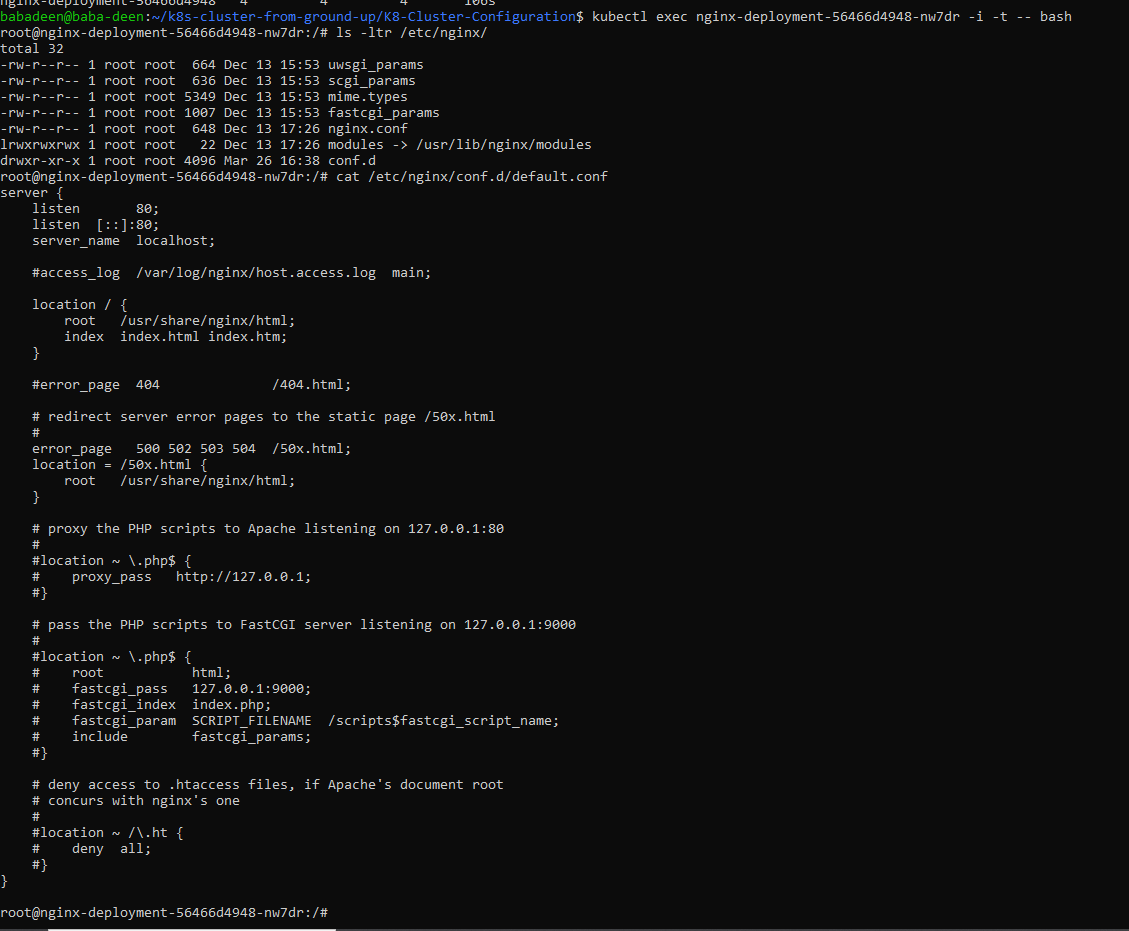 nginx-deployment-56466d4948   4         4         4       106s
babadeen@baba-deen:~/k8s-cluster-from-ground-up/K8-Cluster-Configuration$ kubectl exec nginx-deployment-56466d4948-nw7dr -i -t -- bash
root@nginx-deployment-56466d4948-nw7dr:/# ls -ltr /etc/nginx/
total 32
-rw-r--r-- 1 root root  664 Dec 13 15:53 uwsgi_params
-rw-r--r-- 1 root root  636 Dec 13 15:53 scgi_params
-rw-r--r-- 1 root root 5349 Dec 13 15:53 mime.types
-rw-r--r-- 1 root root 1007 Dec 13 15:53 fastcgi_params
-rw-r--r-- 1 root root  648 Dec 13 17:26 nginx.conf
lrwxrwxrwx 1 root root   22 Dec 13 17:26 modules -> /usr/lib/nginx/modules
drwxr-xr-x 1 root root 4096 Mar 26 16:38 conf.d
root@nginx-deployment-56466d4948-nw7dr:/# cat /etc/nginx/conf.d/default.conf
server {
    listen       80;
    listen  [::]:80;
    server_name  localhost;

    #access_log  /var/log/nginx/host.access.log  main;

    location / {
        root   /usr/share/nginx/html;
        index  index.html index.htm;
    }

    #error_page  404              /404.html;

    # redirect server error pages to the static page /50x.html
    #
    error_page   500 502 503 504  /50x.html;
    location = /50x.html {
        root   /usr/share/nginx/html;
    }

    # proxy the PHP scripts to Apache listening on 127.0.0.1:80
    #
    #location ~ \.php$ {
    #    proxy_pass   http://127.0.0.1;
    #}

    # pass the PHP scripts to FastCGI server listening on 127.0.0.1:9000
    #
    #location ~ \.php$ {
    #    root           html;
    #    fastcgi_pass   127.0.0.1:9000;
    #    fastcgi_index  index.php;
    #    fastcgi_param  SCRIPT_FILENAME  /scripts$fastcgi_script_name;
    #    include        fastcgi_params;
    #}

    # deny access to .htaccess files, if Apache's document root
    # concurs with nginx's one
    #
    #location ~ /\.ht {
    #    deny  all;
    #}
}

root@nginx-deployment-56466d4948-nw7dr:/#